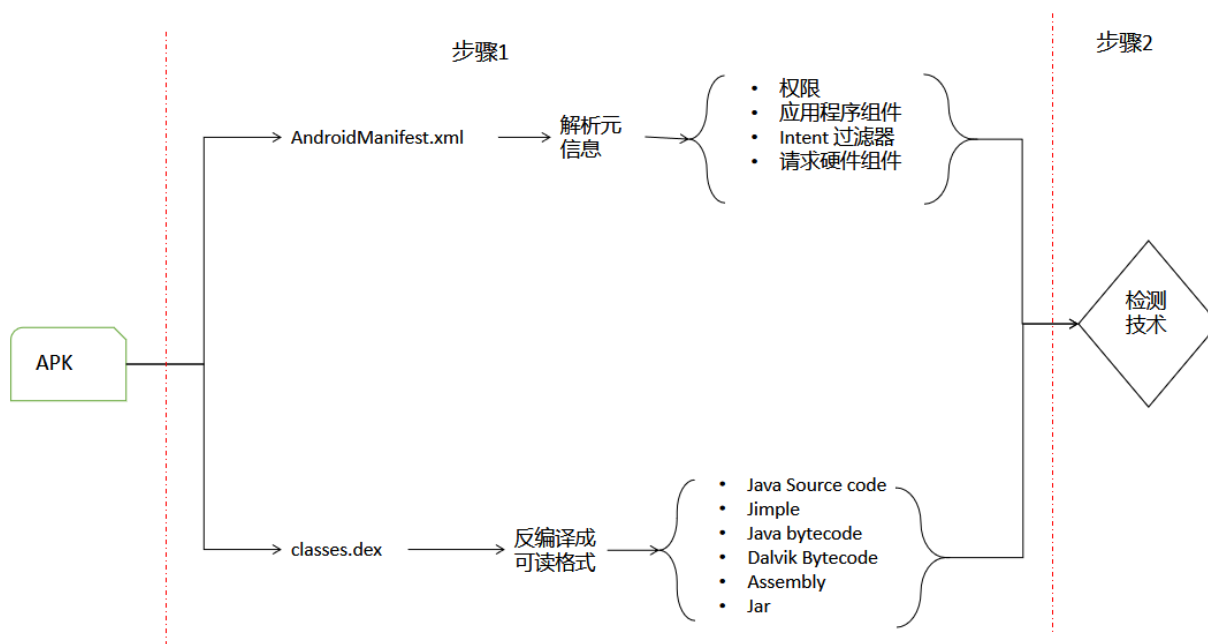 步骤1
步骤2
APK
AndroidManifest.xml
解析元
信息
• 权限
• 应用程序组件
• Intent 过滤器
• 请求硬件组件
检测
技术
classes.dex
反编译成
可读格式
• Java Source code
• Jimple
• Java bytecode
• Dalvik Bytecode
• Assembly
• Jar